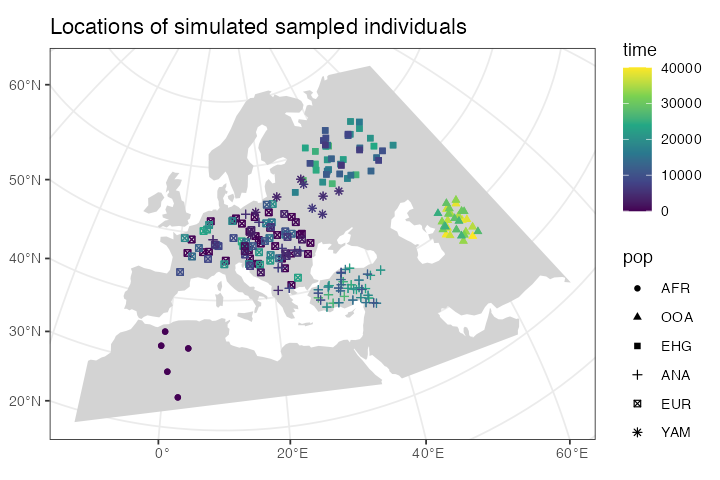 Locations of simulated sampled individuals
60°N
50°N
40°N
30°N
20°N
0°
20°E
40°E
60°E
time
40000
30000
20000
10000
0
pop
AFR
OOA
EHG
ANA
EUR
YAM